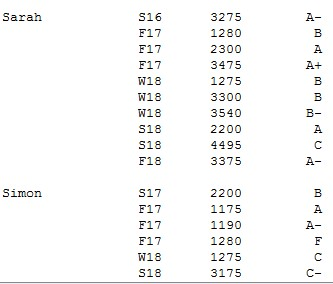 Sarah S16 3275 A-
F17 1280 B
F17 2300 A
F17 3475 A+
W18 1275 B
W18 3300 B
W18 3540 B-
S18 2200 A
S18 4495 C
F18 3375 A-
Simon S17 2200 B
F17 1175 A
F17 1190 A-
F17 1280 F
W18 1275 C
S18 3175 C-